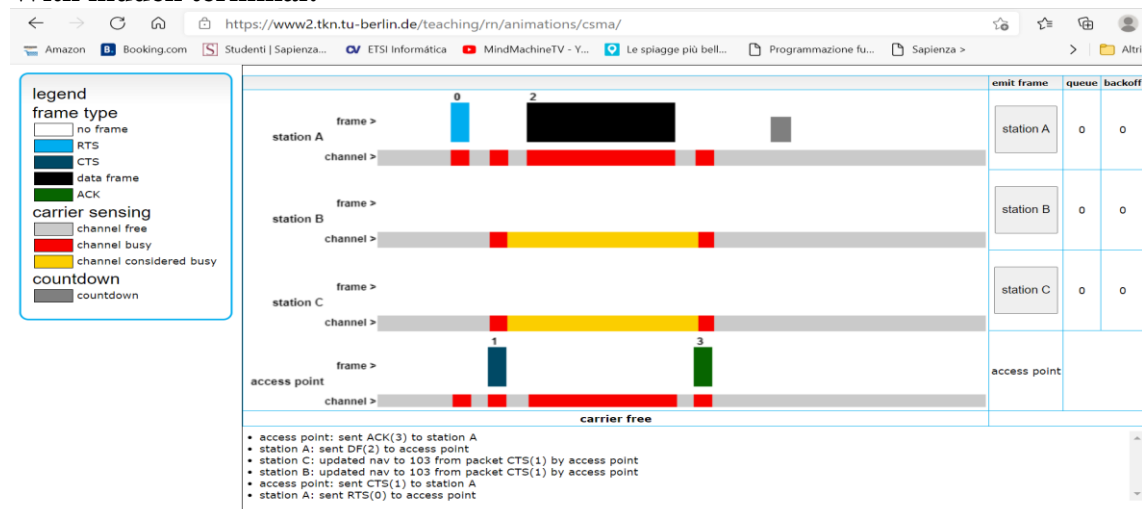 https://www2.tkn.tu-berlin.de/teaching/rn/animations/csma/
Amazon B. Booking.com S Studenti | Sapienza... CV ETSI Informática MindMachineTV - Y... Le spiagge più bell... Programmazione fu... Sapienza > > Altri
emit frame queue backoff
legend
frame type
no frame
RTS
CTS
data frame
ACK
carrier sensing
channel free
channel busy
channel considered busy
countdown
countdown
0 2
frame >
station A
channel >
station A 0 0
frame >
station B
channel >
station B 0 0
frame >
station C
channel >
station C 0 0
1 3
frame >
access point
channel >
access point
carrier free
• access point: sent ACK(3) to station A
• station A: sent DF(2) to access point
• station C: updated nav to 103 from packet CTS(1) by access point
• station B: updated nav to 103 from packet CTS(1) by access point
• access point: sent CTS(1) to station A
• station A: sent RTS(0) to access point